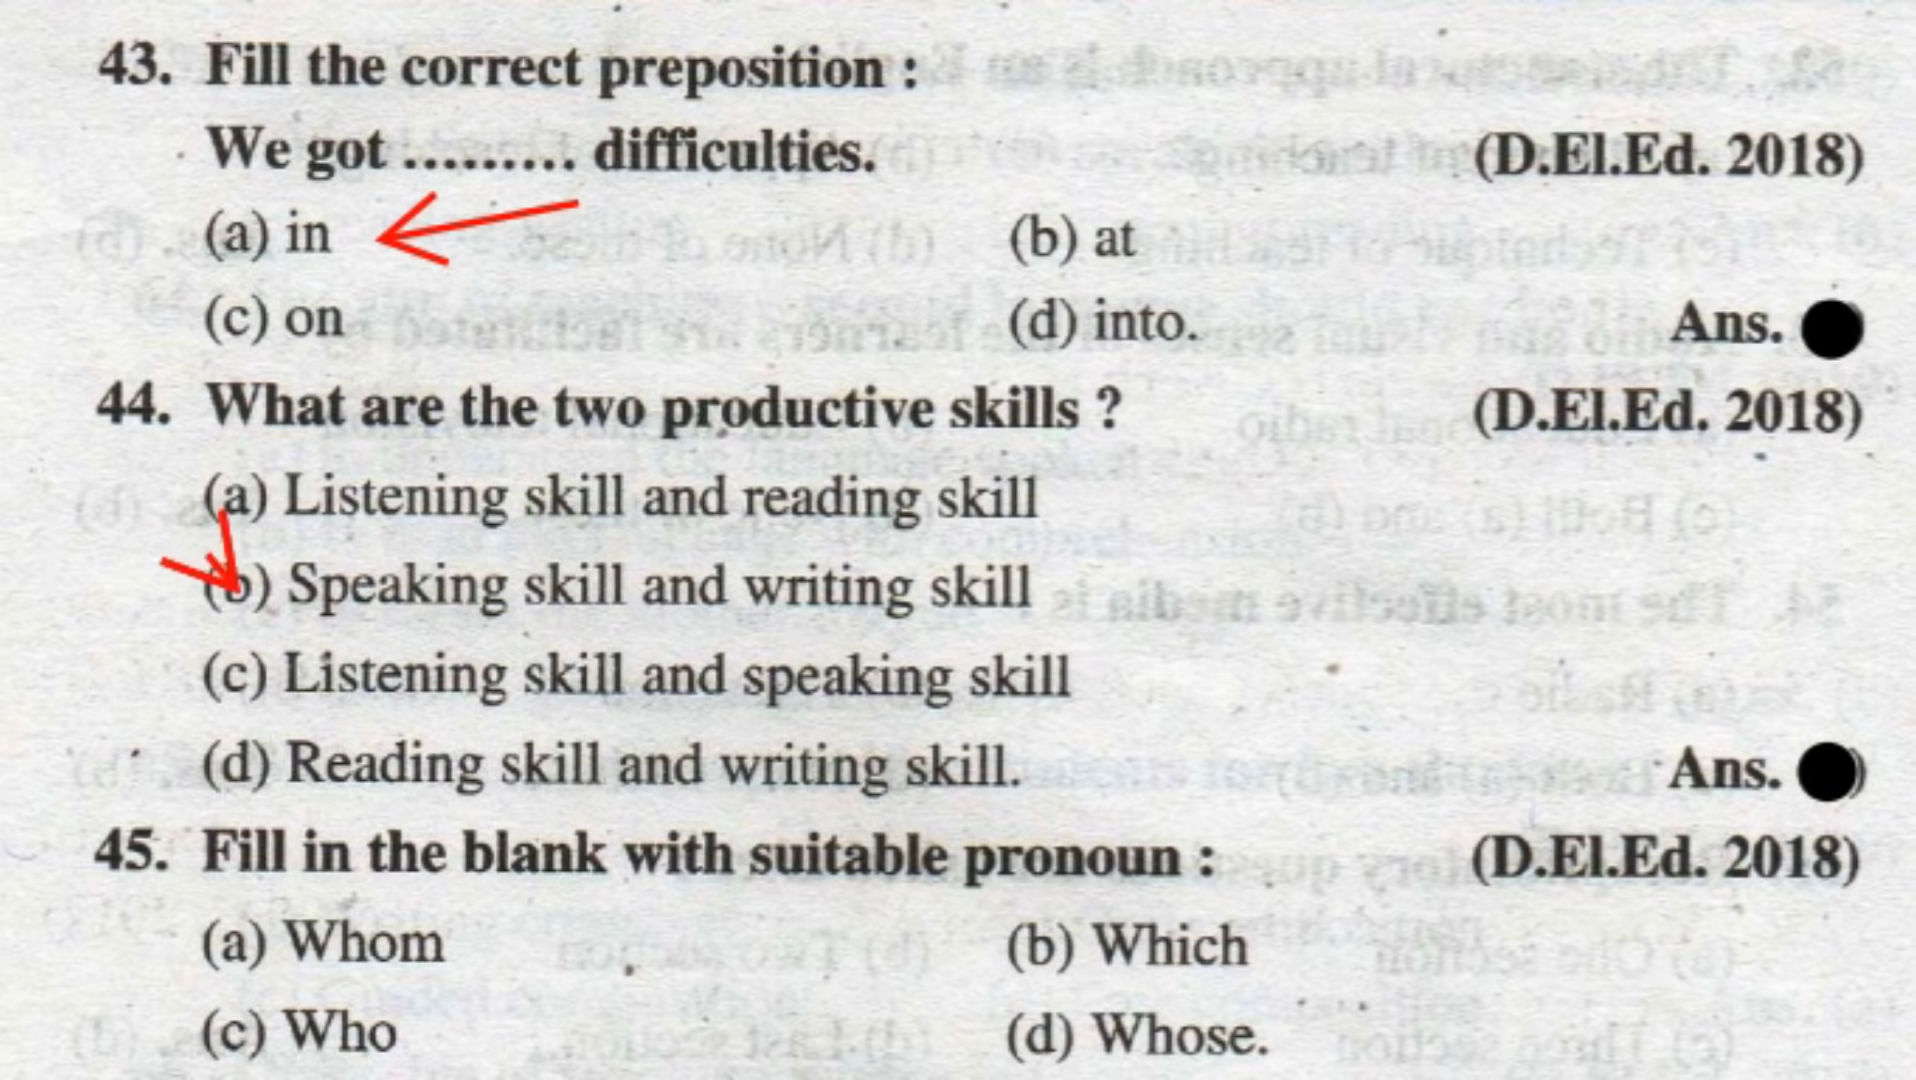 43. Fill the correct preposition :
We got ......... difficulties. (D.El.Ed. 2018)
(a) in (b) at
(c) on (d) into. Ans.
44. What are the two productive skills ? (D.El.Ed. 2018)
(a) Listening skill and reading skill
(b) Speaking skill and writing skill
(c) Listening skill and speaking skill
(d) Reading skill and writing skill. Ans. )
45. Fill in the blank with suitable pronoun : (D.El.Ed. 2018)
(a) Whom (b) Which
(c) Who (d) Whose.